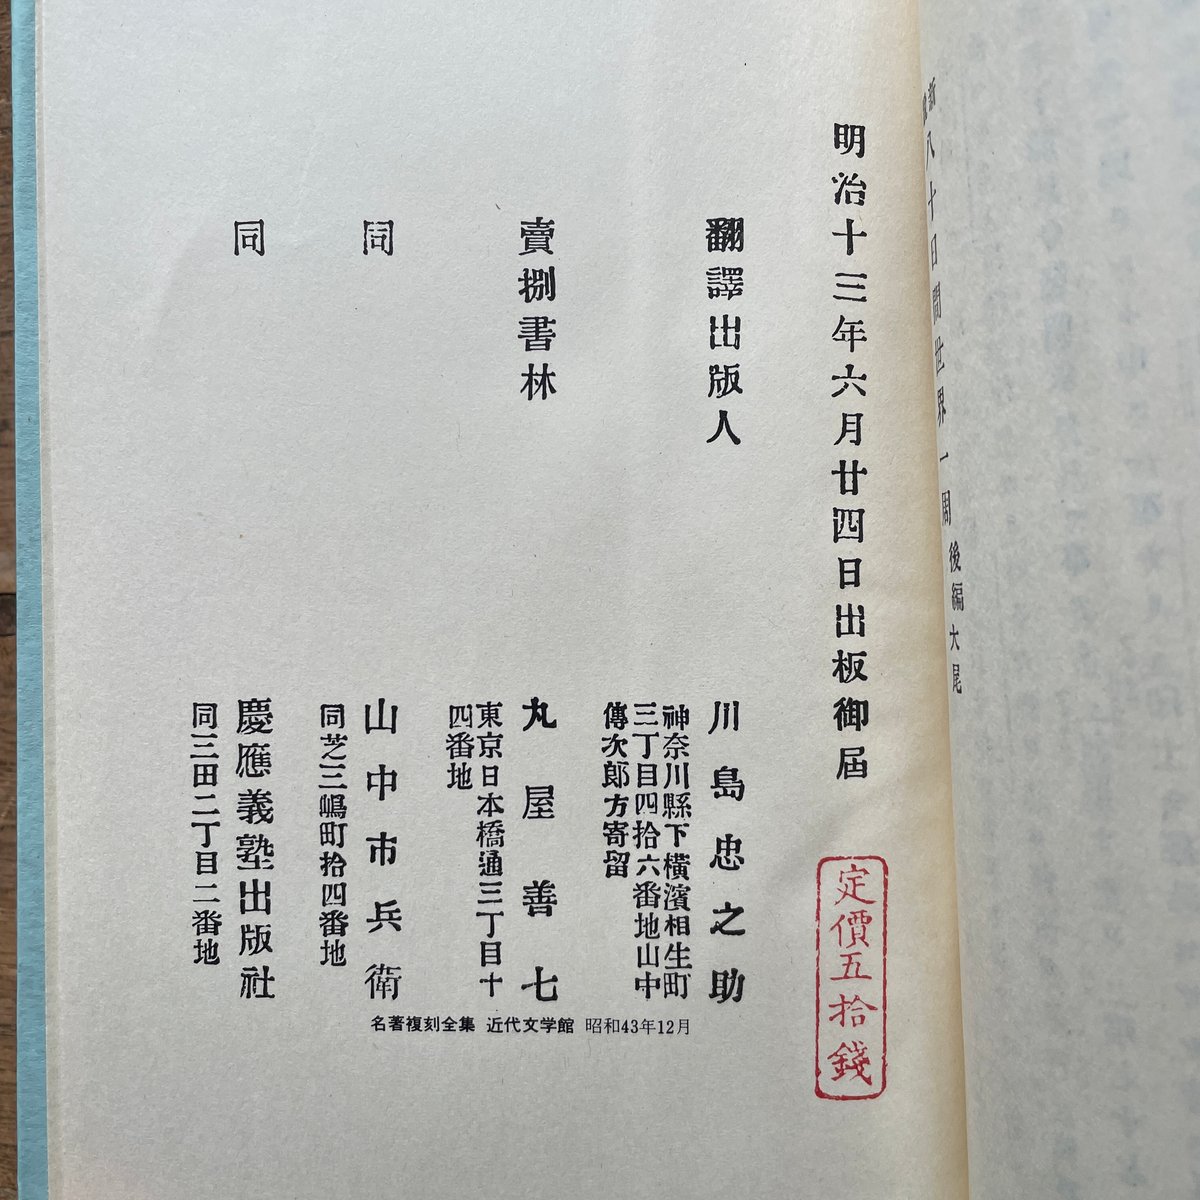 新説八十日間世界一周後編大尾
明治十三年六月廿四日出板御屆
定價五拾錢
翻譯出版人
川島忠之助
神奈川縣下橫濱相生町
三丁目四拾六番地山中
傳次郎方寄留
賣捌書林
丸屋善七
東京日本橋通三丁目十
四番地
同
山中市兵衛
同芝三嶋町拾四番地
同
慶應義塾出版社
同三田二丁目二番地
名著複刻全集 近代文学館 昭和43年12月